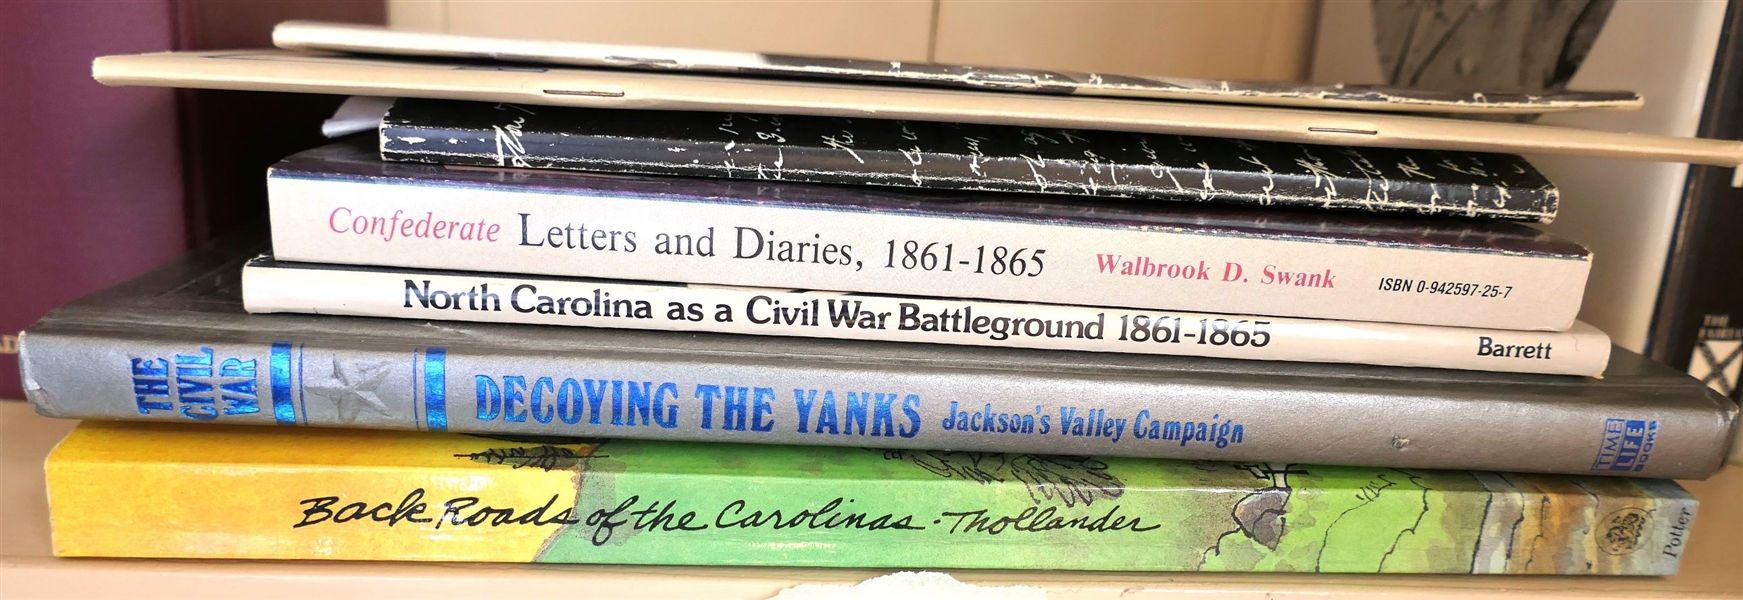 Confederate Letters and Diaries, 1861-1865 Walbrook D. Swank ISBN 0-942597-25-7
North Carolina as a Civil War Battleground 1861-1865 Barrett
THE
CIVIL
WAR
DECOYING THE YANKS Jackson's Valley Campaign
TIME
LIFE
BOOKS
Back Roads of the Carolinas · Thollander Potter
THE